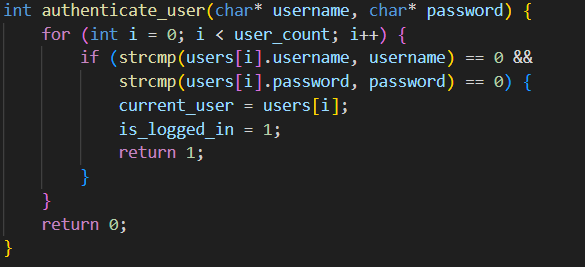 int authenticate_user(char* username, char* password) {
    for (int i = 0; i < user_count; i++) {
        if (strcmp(users[i].username, username) == 0 &&
            strcmp(users[i].password, password) == 0) {
            current_user = users[i];
            is_logged_in = 1;
            return 1;
        }
    }
    return 0;
}